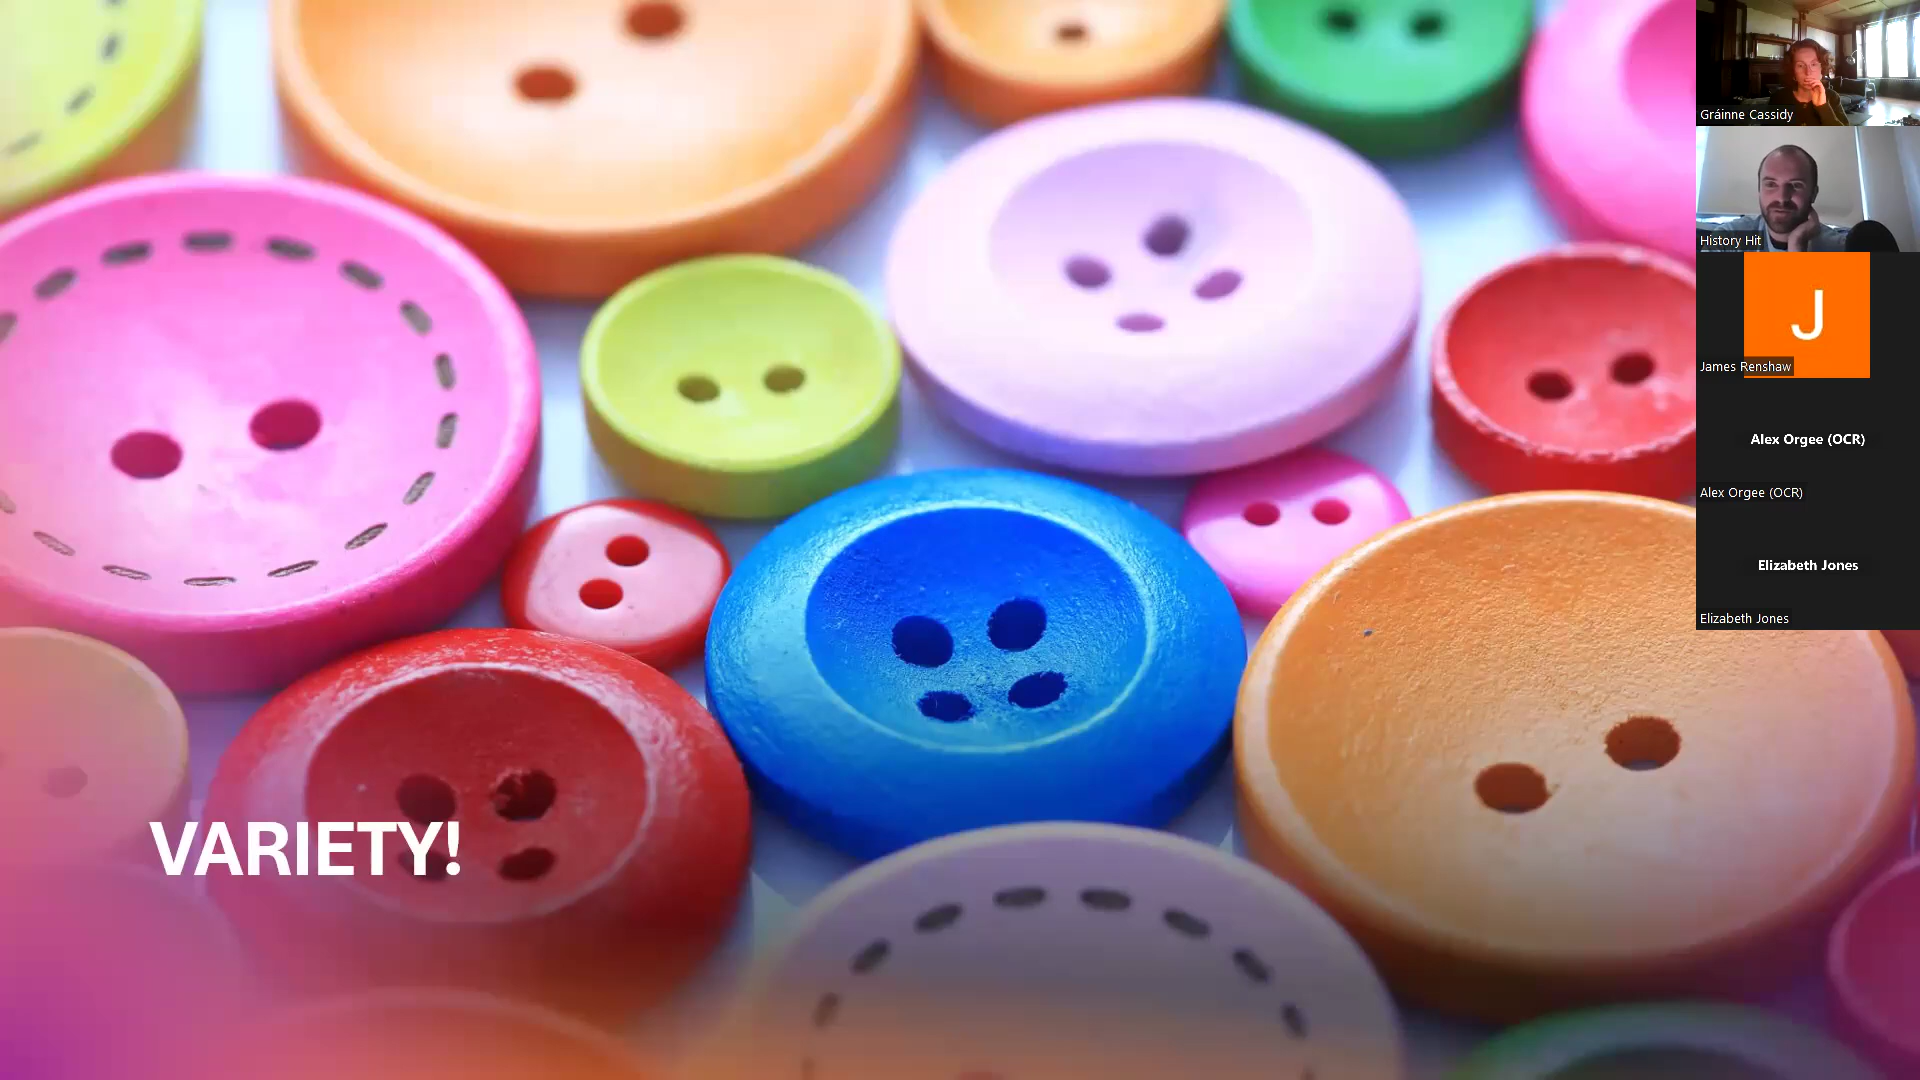 VARIETY!
Gráinne Cassidy
History Hit
J
James Renshaw
Alex Orgee (OCR)
Alex Orgee (OCR)
Elizabeth Jones
Elizabeth Jones